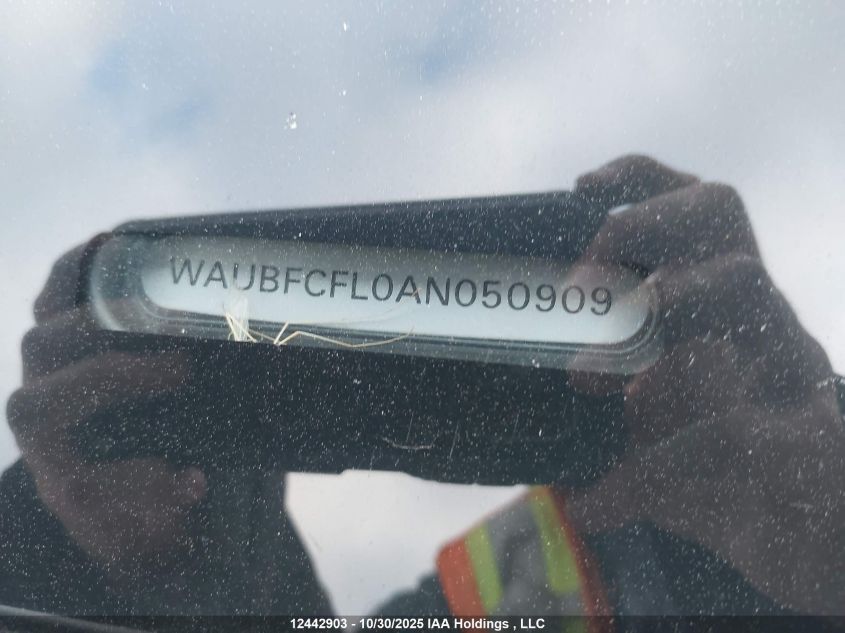 WAUBFCFL0AN050909
12442903 - 10/30/2025 IAA Holdings , LLC